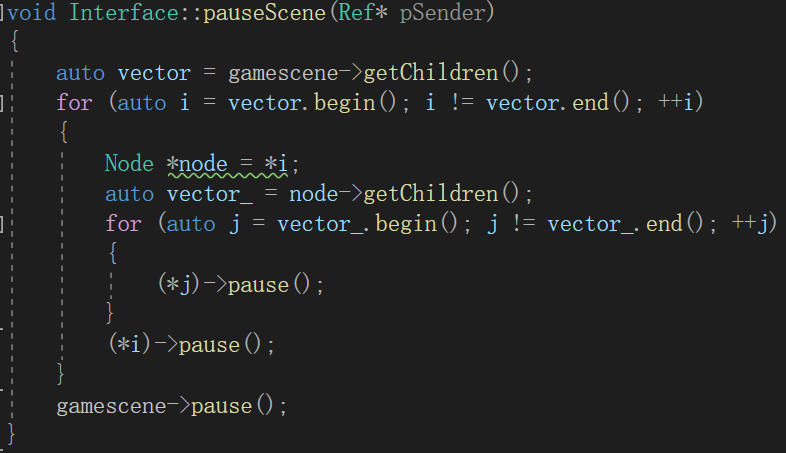 void Interface::pauseScene(Ref* pSender)
{
    auto vector = gamescene->getChildren();
    for (auto i = vector.begin(); i != vector.end(); ++i)
    {
        Node *node = *i;
        auto vector_ = node->getChildren();
        for (auto j = vector_.begin(); j != vector_.end(); ++j)
        {
            (*j)->pause();
        }
        (*i)->pause();
    }
    gamescene->pause();
}